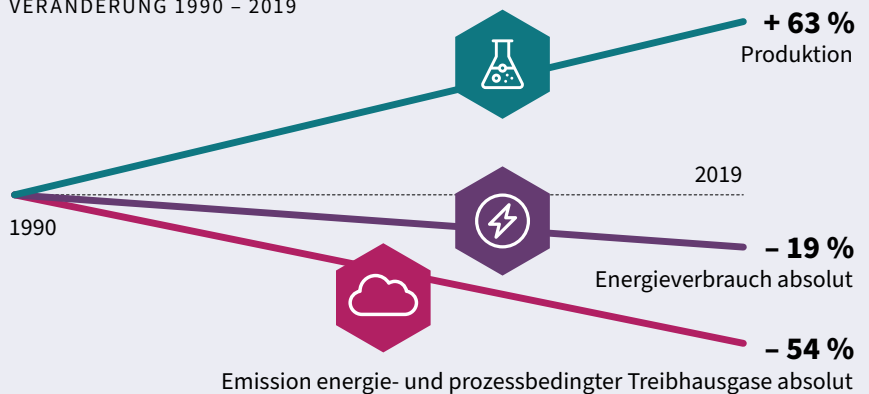 VERÄNDERUNG 1990 – 2019
+ 63 %
Produktion
2019
1990
– 19 %
Energieverbrauch absolut
– 54 %
Emission energie- und prozessbedingter Treibhausgase absolut